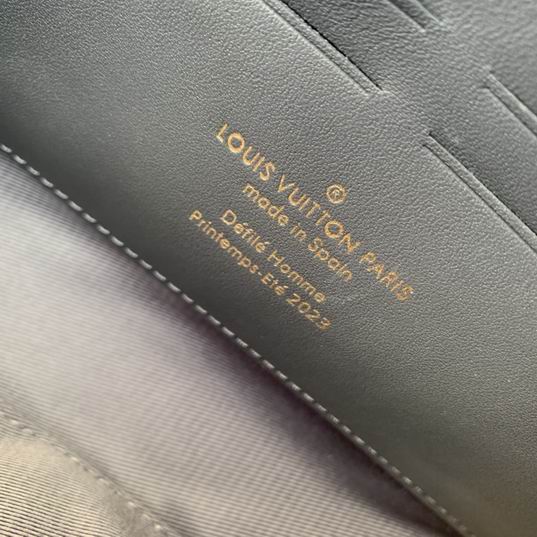 ®
LOUIS VUITTON PARIS
made in Spain
Défilé Homme
Printemps-Eté 2023